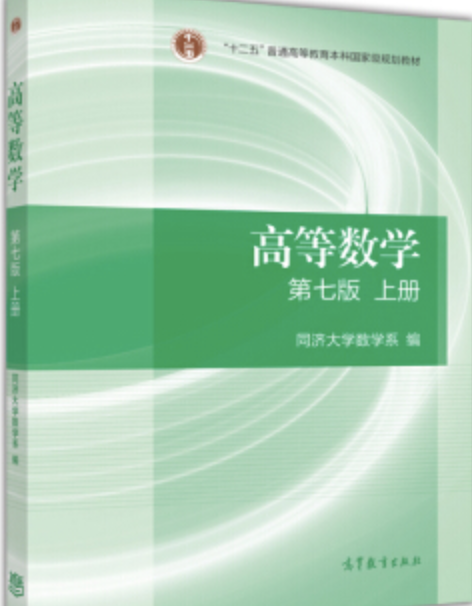 "十二五"普通高等教育本科国家级规划教材
高等数学
第七版 上册
同济大学数学系 编
高等教育出版社
高等数学
第七版 上册
同济大学数学系 编